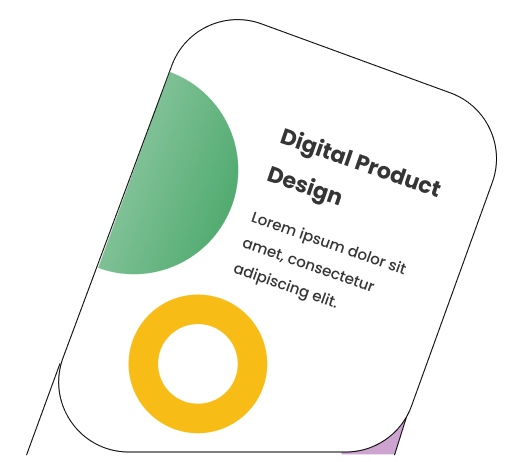 Digital Product
Design
Lorem ipsum dolor sit
amet, consectetur
adipiscing elit.